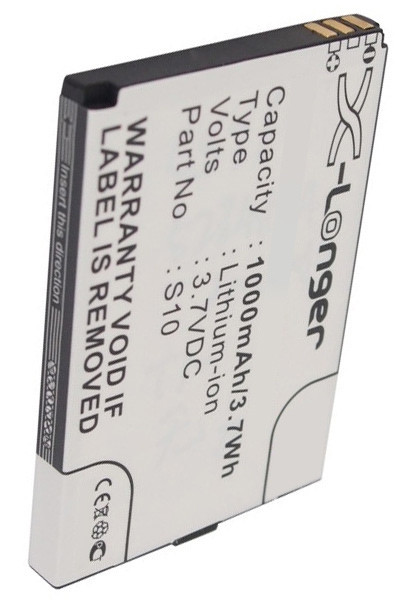 X-Longer
Capacity : 1000mAh/3.7Wh
Type : Lithium-ion
Volts : 3.7VDC
Part No : S10
WARRANTY VOID IF
LABEL IS REMOVED
Insert this direction
CE